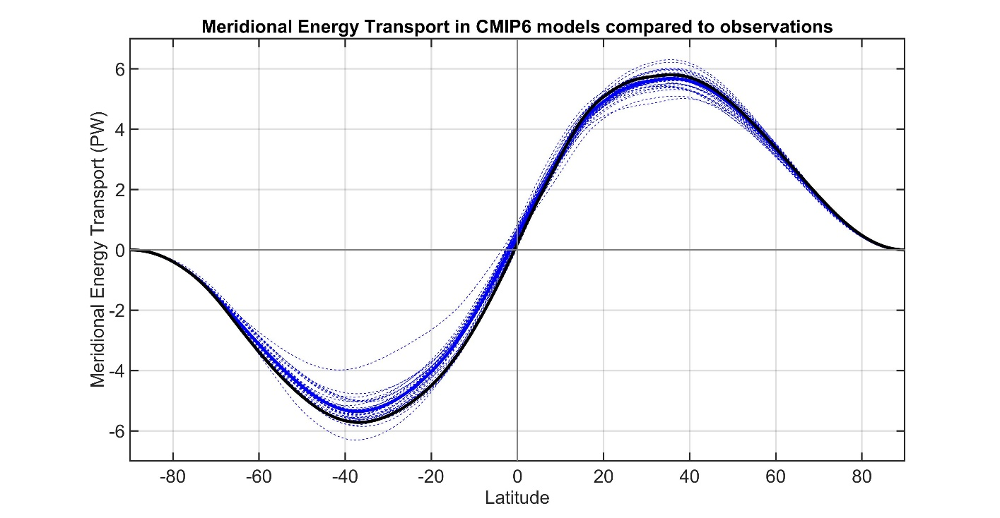 Meridional Energy Transport in CMIP6 models compared to observations
Meridional Energy Transport (PW)
6
4
2
0
-2
-4
-6
-80 -60 -40 -20 0 20 40 60 80
Latitude